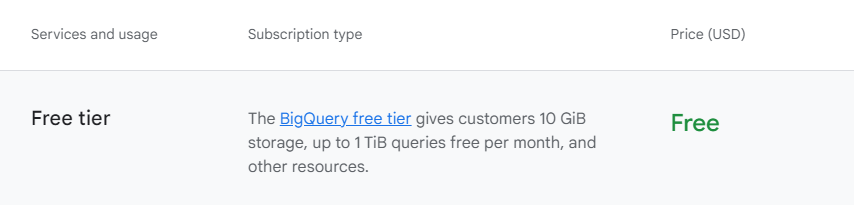 Services and usage
Subscription type
Price (USD)
Free tier
The BigQuery free tier gives customers 10 GiB
storage, up to 1 TiB queries free per month, and
other resources.
Free